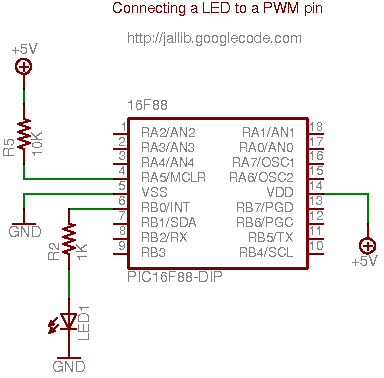 Connecting a LED to a PWM pin
http://jallib.googlecode.com
+5V
16F88
R5
10K
1 RA2/AN2 RA1/AN1 18
2 RA3/AN3 RA0/AN0 17
3 RA4/AN4 RA7/OSC1 16
4 RA5/MCLR RA6/OSC2 15
5 VSS VDD 14
6 RB0/INT RB7/PGD 13
7 RB1/SDA RB6/PGC 12
8 RB2/RX RB5/TX 11
9 RB3 RB4/SCL 10
GND
R2
1K
+5V
PIC16F88-DIP
LED1
GND